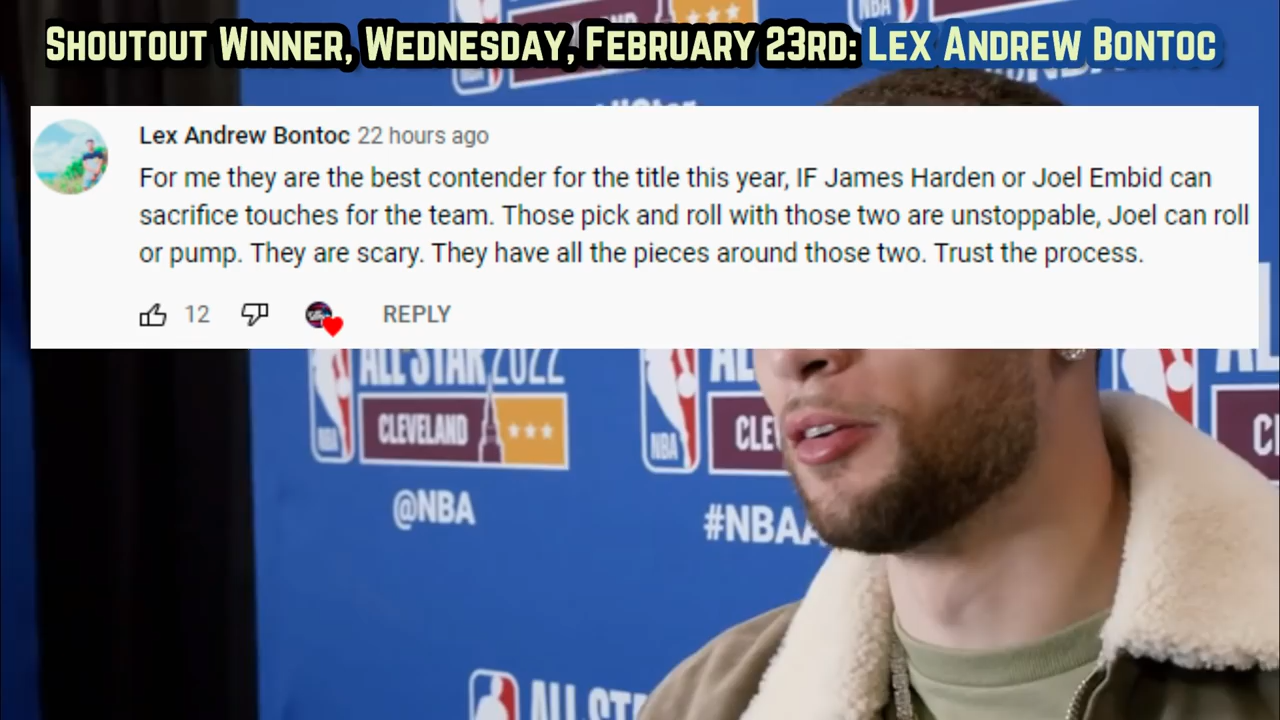 SHOUTOUT WINNER, WEDNESDAY, FEBRUARY 23RD: LEX ANDREW BONTOC
Lex Andrew Bontoc 22 hours ago
For me they are the best contender for the title this year, IF James Harden or Joel Embid can
sacrifice touches for the team. Those pick and roll with those two are unstoppable, Joel can roll
or pump. They are scary. They have all the pieces around those two. Trust the process.
12
REPLY
ALL STAR 2022
NBA
CLEVELAND
NBA
@NBA
NBA